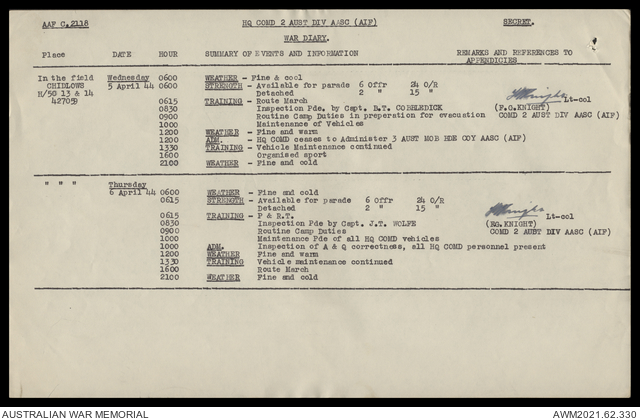 AAF C.2118 HQ COMD 2 AUST DIV AASC (AIF) SECRET.
WAR DIARY.
Place DATE HOUR SUMMARY OF EVENTS AND INFORMATION REMARKS AND REFERENCES TO APPENDICIES
In the field Wednesday 0600 WEATHER - Fine & cool
CHIDLOWS 5 April 44 0600 STRENGTH - Available for parade 6 Offr 24 O/R
H/50 13 & 14 Detached 2 " 15 " Lt-col
427059 0615 TRAINING - Route March (F.G.KNIGHT)
0830 Inspection Pde. by Capt. B.T. COBBLEDICK COMD 2 AUST DIV AASC (AIF)
0900 Routine Camp Duties in preperation for evacuation
1000 Maintenance of Vehicles
1200 WEATHER - Fine and warm
1200 ADM. - HQ COMD ceases to Administer 3 AUST MOB HDE COY AASC (AIF)
1330 TRAINING - Vehicle Maintenance continued
1600 Organised sport
2100 WEATHER - Fine and cold
" " " Thursday
6 April 44 0600 WEATHER - Fine and cold
0615 STRENGTH - Available for parade 6 Offr 24 O/R
Detached 2 " 15 "
0615 TRAINING - P & R.T. Lt-col
0830 Inspection Pde by Capt. J.T. WOLFE (EG.KNIGHT)
0900 Routine Camp Duties COMD 2 AUST DIV AASC (AIF)
1000 Maintenance Pde of all HQ COMD vehicles
1000 ADM. Inspection of A & Q correctness, all HQ COMD personnel present
1200 WEATHER Fine and warm
1330 TRAINING Vehicle maintenance continued
1600 Route March
2100 WEATHER Fine and cold
AUSTRALIAN WAR MEMORIAL AWM2021.62.330